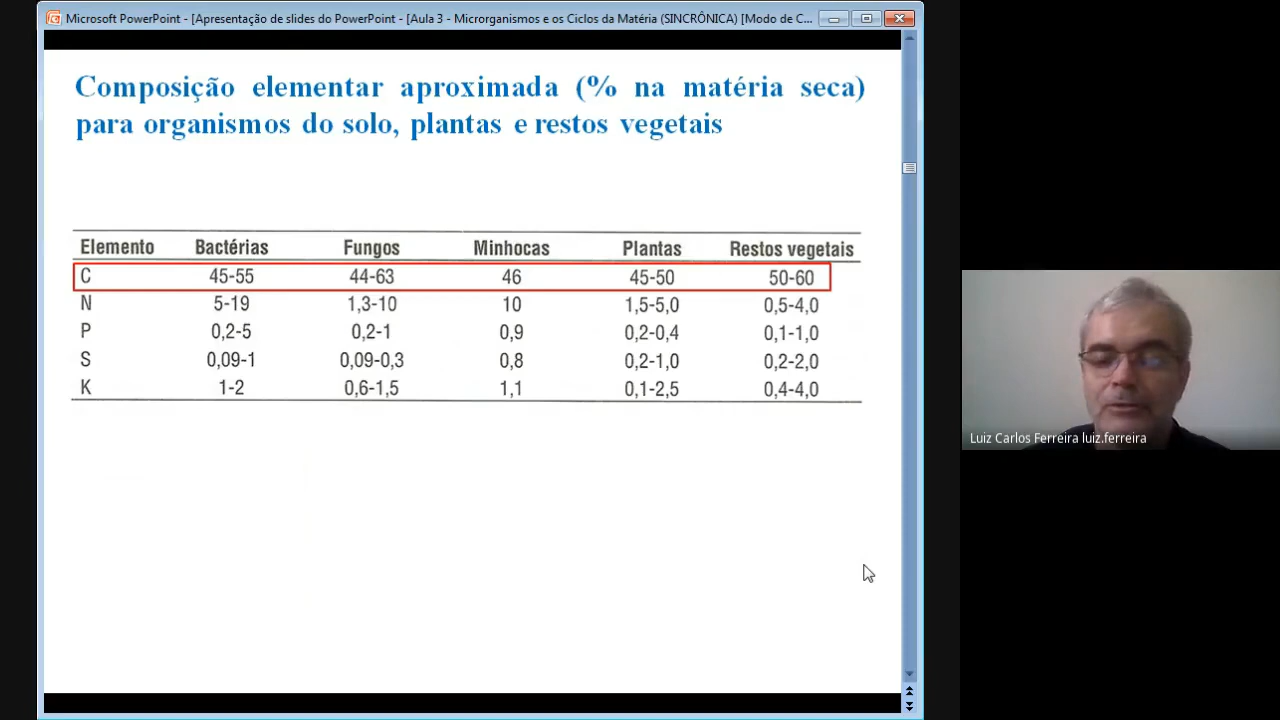 Microsoft PowerPoint - [Apresentação de slides do PowerPoint - [Aula 3 - Microrganismos e os Ciclos da Matéria (SINCRÔNICA) [Modo de C...
Composição elementar aproximada (% na matéria seca)
para organismos do solo, plantas e restos vegetais
Elemento Bactérias Fungos Minhocas Plantas Restos vegetais
C 45-55 44-63 46 45-50 50-60
N 5-19 1,3-10 10 1,5-5,0 0,5-4,0
P 0,2-5 0,2-1 0,9 0,2-0,4 0,1-1,0
S 0,09-1 0,09-0,3 0,8 0,2-1,0 0,2-2,0
K 1-2 0,6-1,5 1,1 0,1-2,5 0,4-4,0
Luiz Carlos Ferreira luiz.ferreira